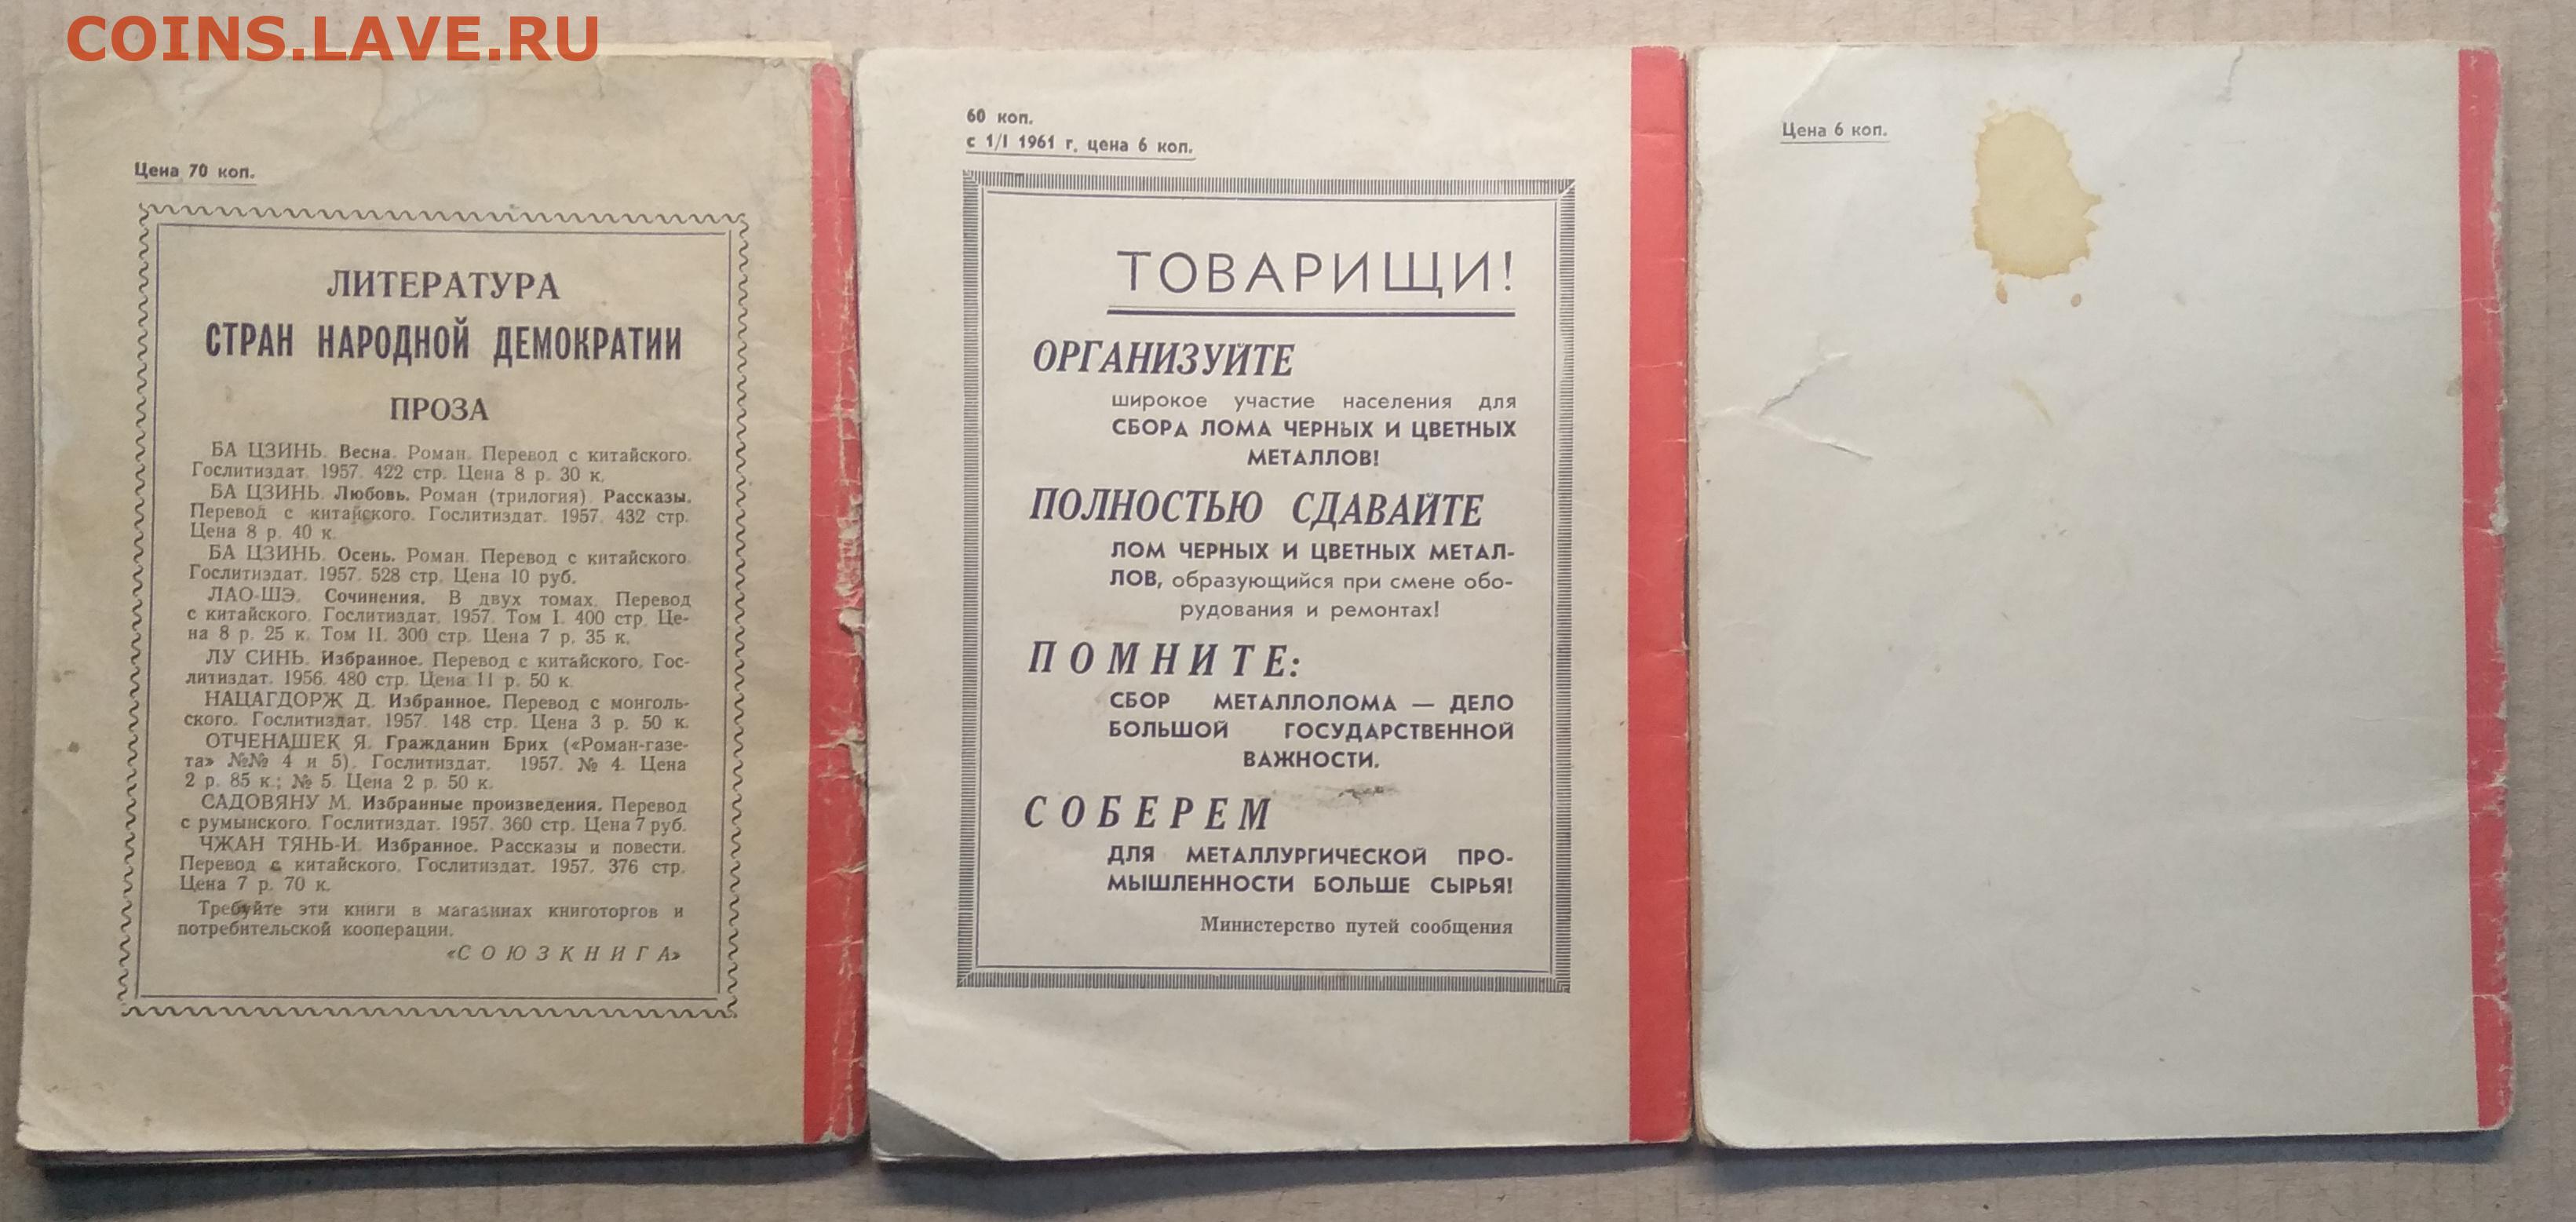 COINS.LAVE.RU
Цена 70 коп.
ЛИТЕРАТУРА
СТРАН НАРОДНОЙ ДЕМОКРАТИИ
ПРОЗА
БА ЦЗИНЬ. Весна. Роман. Перевод с китайского.
Гослитиздат. 1957. 422 стр. Цена 8 р. 30 к.
БА ЦЗИНЬ. Любовь. Роман (трилогия). Рассказы.
Перевод с китайского. Гослитиздат. 1957. 432 стр.
Цена 8 р. 40 к.
БА ЦЗИНЬ. Осень. Роман. Перевод с китайского.
Гослитиздат. 1957. 528 стр. Цена 10 руб.
ЛАО-ШЭ. Сочинения. В двух томах. Перевод
с китайского. Гослитиздат. 1957. Том I. 400 стр. Це-
на 8 р. 25 к. Том II. 300 стр. Цена 7 р. 35 к.
ЛУ СИНЬ. Избранное. Перевод с китайского. Гос-
литиздат. 1956. 480 стр. Цена 11 р. 50 к.
НАЦАГДОРЖ Д. Избранное. Перевод с монголь-
ского. Гослитиздат. 1957. 148 стр. Цена 3 р. 50 к.
ОТЧЕНАШЕК Я. Гражданин Брих («Роман-газе-
та» №№ 4 и 5). Гослитиздат. 1957. № 4. Цена
2 р. 85 к.; № 5. Цена 2 р. 50 к.
САДОВЯНУ М. Избранные произведения. Перевод
с румынского. Гослитиздат. 1957. 360 стр. Цена 7 руб.
ЧЖАН ТЯНЬ-И. Избранное. Рассказы и повести.
Перевод с китайского. Гослитиздат. 1957. 376 стр.
Цена 7 р. 70 к.
Требуйте эти книги в магазинах книготоргов и
потребительской кооперации.
«СОЮЗКНИГА»
60 коп.
с 1/I 1961 г. цена 6 коп.
ТОВАРИЩИ!
ОРГАНИЗУЙТЕ
широкое участие населения для
СБОРА ЛОМА ЧЕРНЫХ И ЦВЕТНЫХ
МЕТАЛЛОВ!
ПОЛНОСТЬЮ СДАВАЙТЕ
ЛОМ ЧЕРНЫХ И ЦВЕТНЫХ МЕТАЛ-
ЛОВ, образующийся при смене обо-
рудования и ремонтах!
ПОМНИТЕ:
СБОР МЕТАЛЛОЛОМА — ДЕЛО
БОЛЬШОЙ ГОСУДАРСТВЕННОЙ
ВАЖНОСТИ.
СОБЕРЕМ
ДЛЯ МЕТАЛЛУРГИЧЕСКОЙ ПРО-
МЫШЛЕННОСТИ БОЛЬШЕ СЫРЬЯ!
Министерство путей сообщения
Цена 6 коп.